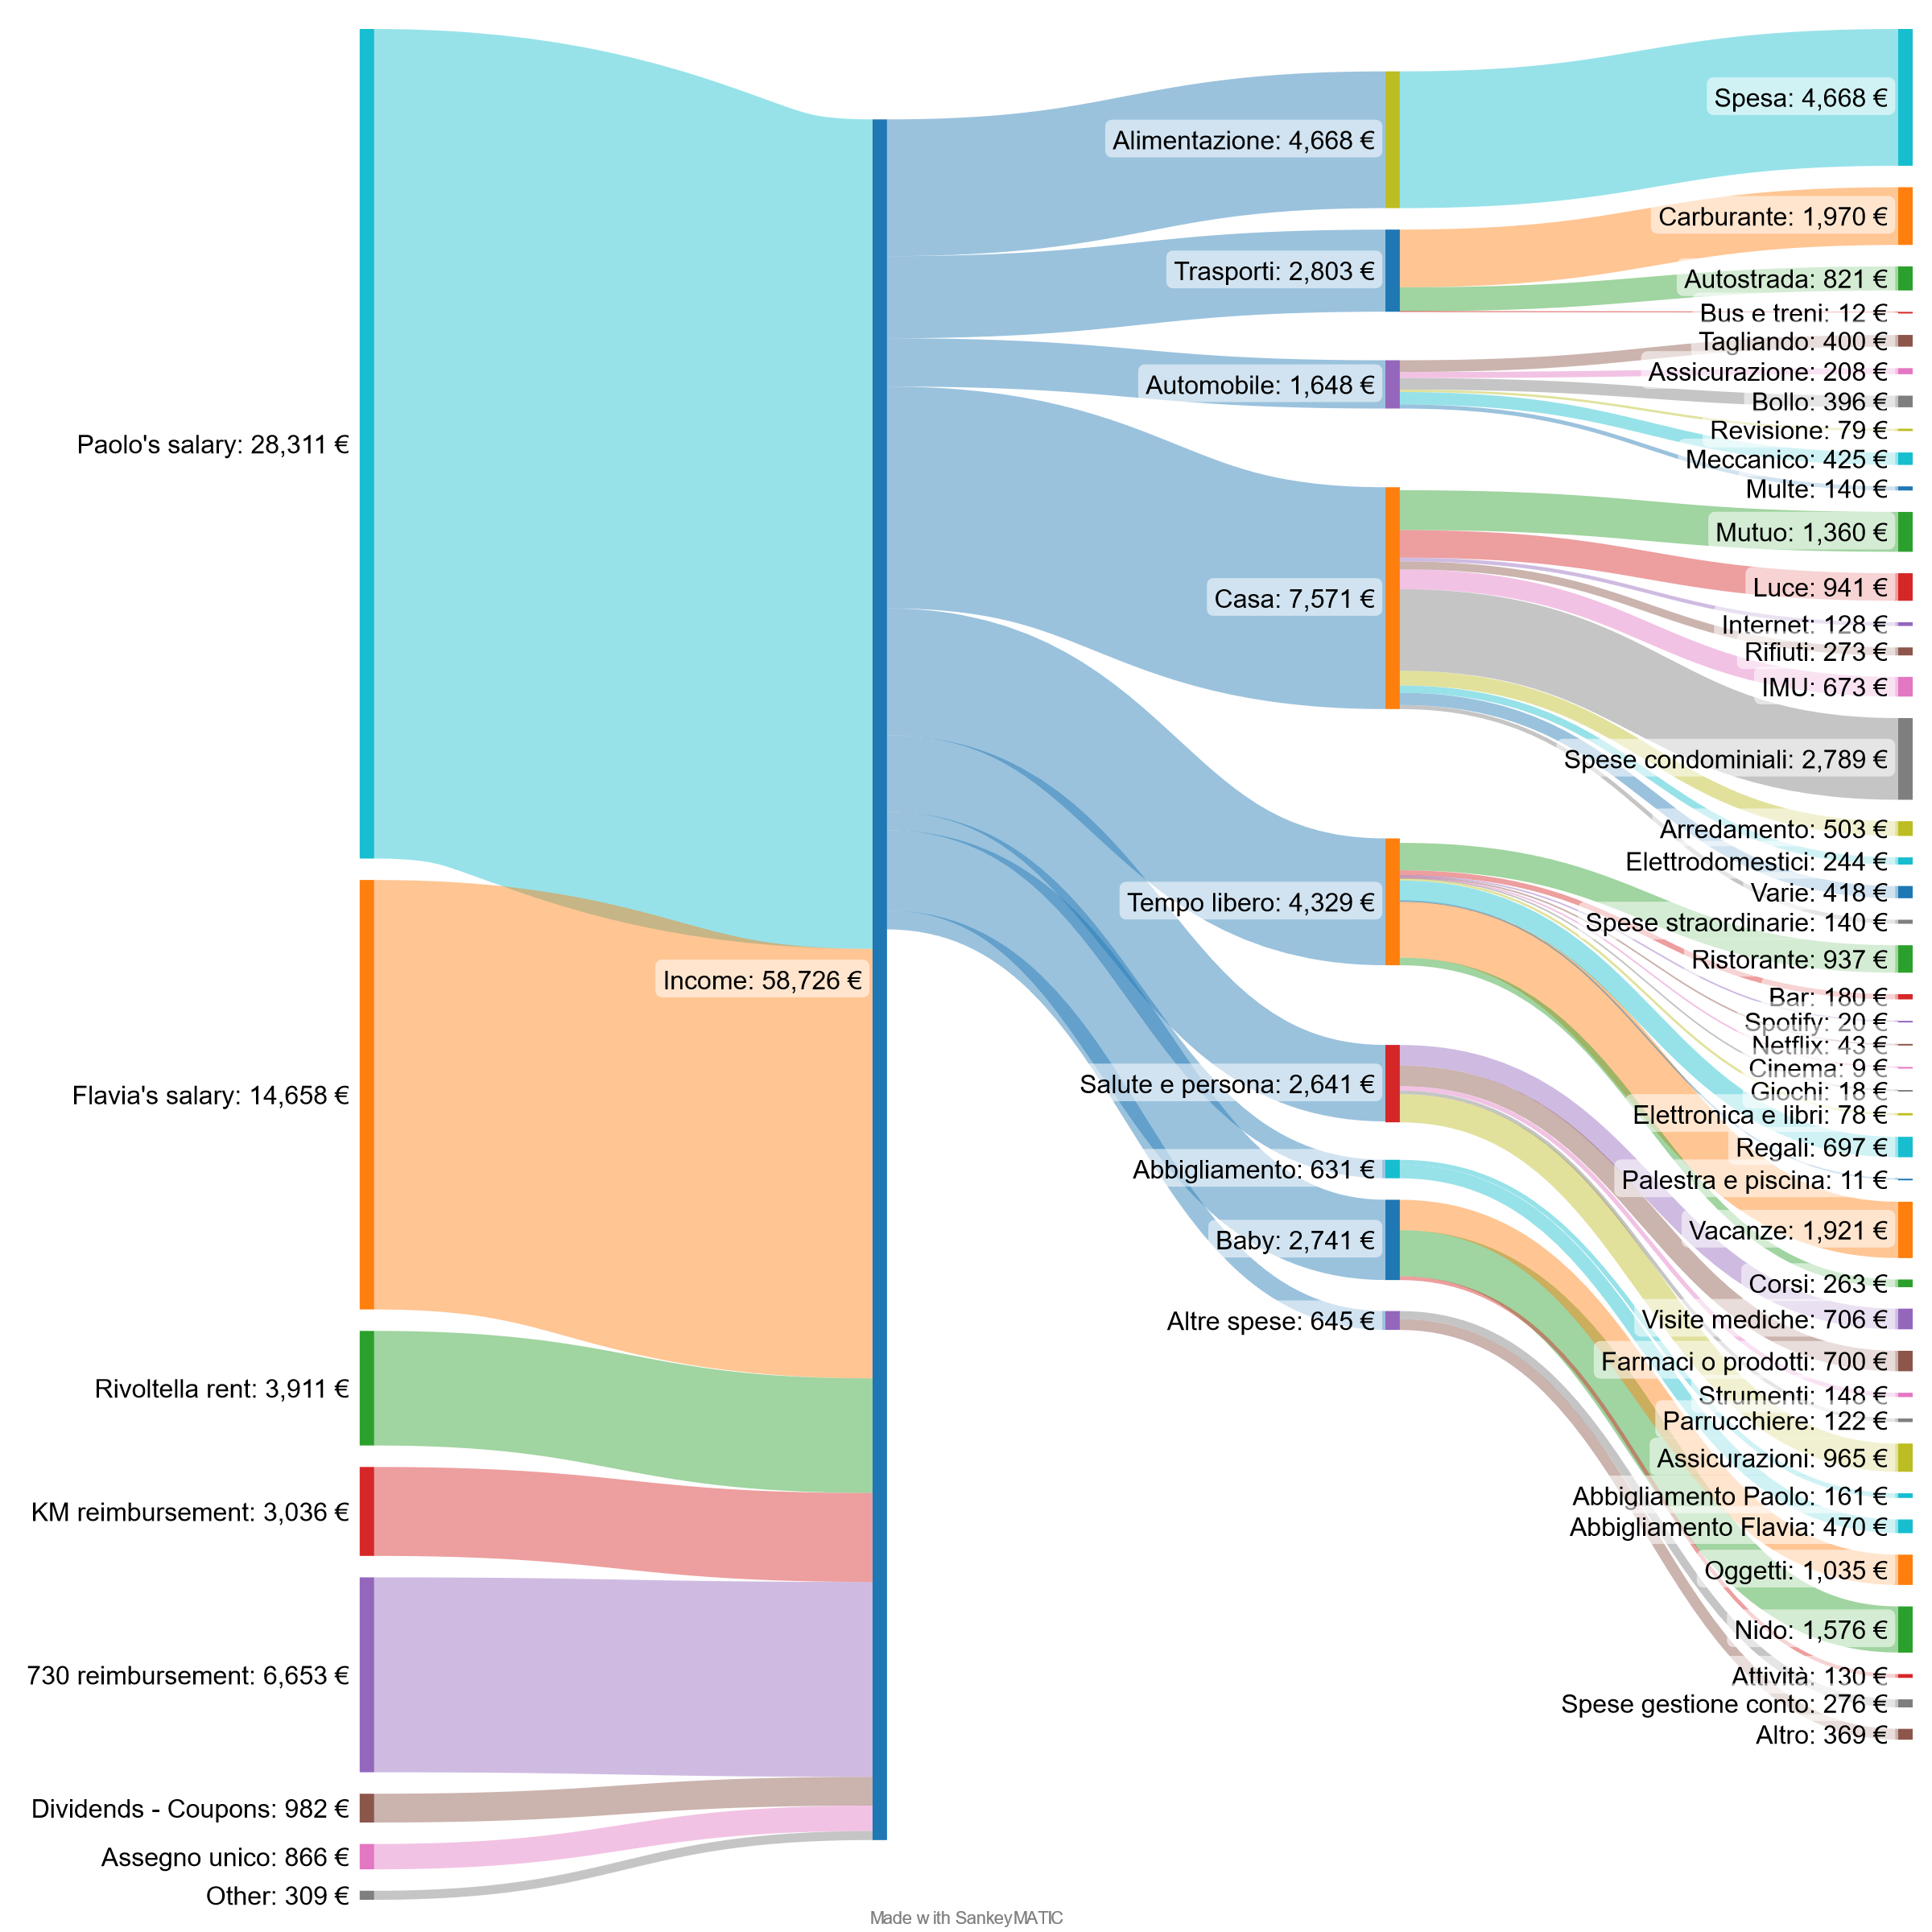 Paolo's salary: 28,311 €
Flavia's salary: 14,658 €
Rivoltella rent: 3,911 €
KM reimbursement: 3,036 €
730 reimbursement: 6,653 €
Dividends - Coupons: 982 €
Assegno unico: 866 €
Other: 309 €
Income: 58,726 €
Alimentazione: 4,668 €
Trasporti: 2,803 €
Automobile: 1,648 €
Casa: 7,571 €
Tempo libero: 4,329 €
Salute e persona: 2,641 €
Abbigliamento: 631 €
Baby: 2,741 €
Altre spese: 645 €
Spesa: 4,668 €
Carburante: 1,970 €
Autostrada: 821 €
Bus e treni: 12 €
Tagliando: 400 €
Assicurazione: 208 €
Bollo: 396 €
Revisione: 79 €
Meccanico: 425 €
Multe: 140 €
Mutuo: 1,360 €
Luce: 941 €
Internet: 128 €
Rifiuti: 273 €
IMU: 673 €
Spese condominiali: 2,789 €
Arredamento: 503 €
Elettrodomestici: 244 €
Varie: 418 €
Spese straordinarie: 140 €
Ristorante: 937 €
Bar: 180 €
Spotify: 20 €
Netflix: 43 €
Cinema: 9 €
Giochi: 18 €
Elettronica e libri: 78 €
Regali: 697 €
Palestra e piscina: 11 €
Vacanze: 1,921 €
Corsi: 263 €
Visite mediche: 706 €
Farmaci o prodotti: 700 €
Strumenti: 148 €
Parrucchiere: 122 €
Assicurazioni: 965 €
Abbigliamento Paolo: 161 €
Abbigliamento Flavia: 470 €
Oggetti: 1,035 €
Nido: 1,576 €
Attività: 130 €
Spese gestione conto: 276 €
Altro: 369 €
Made with SankeyMATIC